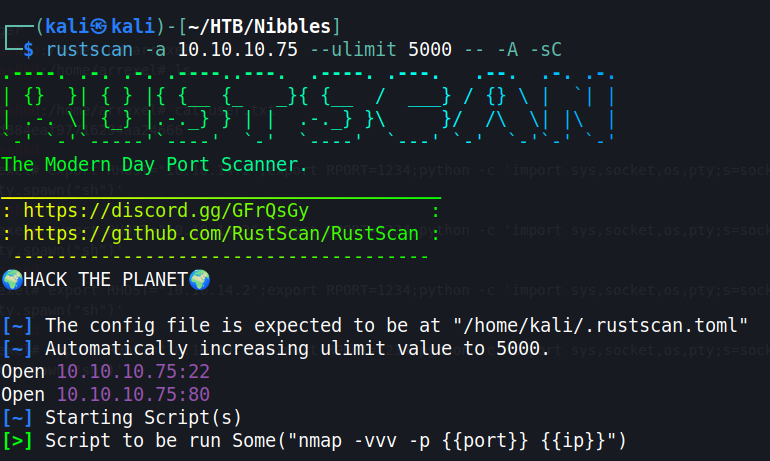 ┌──(kali㉿kali)-[~/HTB/Nibbles]
└─$ rustscan -a 10.10.10.75 --ulimit 5000 -- -A -sC
.----. .-. .-. .----..---.  .----. .---.   .--.  .-. .-.
| {}  }| { } |{ {__ {_   _}{ {__  /  ___} / {} \ |  `| |
| .-. \| {_} |.-._} } | |  .-._} }\     }/  /\  \| |\  |
`-' `-'`-----'`----'  `-'  `----'  `---' `-'  `-'`-' `-'
The Modern Day Port Scanner.
________________________________________
: https://discord.gg/GFrQsGy           :
: https://github.com/RustScan/RustScan :
 --------------------------------------
🌍HACK THE PLANET🌍
[~] The config file is expected to be at "/home/kali/.rustscan.toml"
[~] Automatically increasing ulimit value to 5000.
Open 10.10.10.75:22
Open 10.10.10.75:80
[~] Starting Script(s)
[>] Script to be run Some("nmap -vvv -p {{port}} {{ip}}")